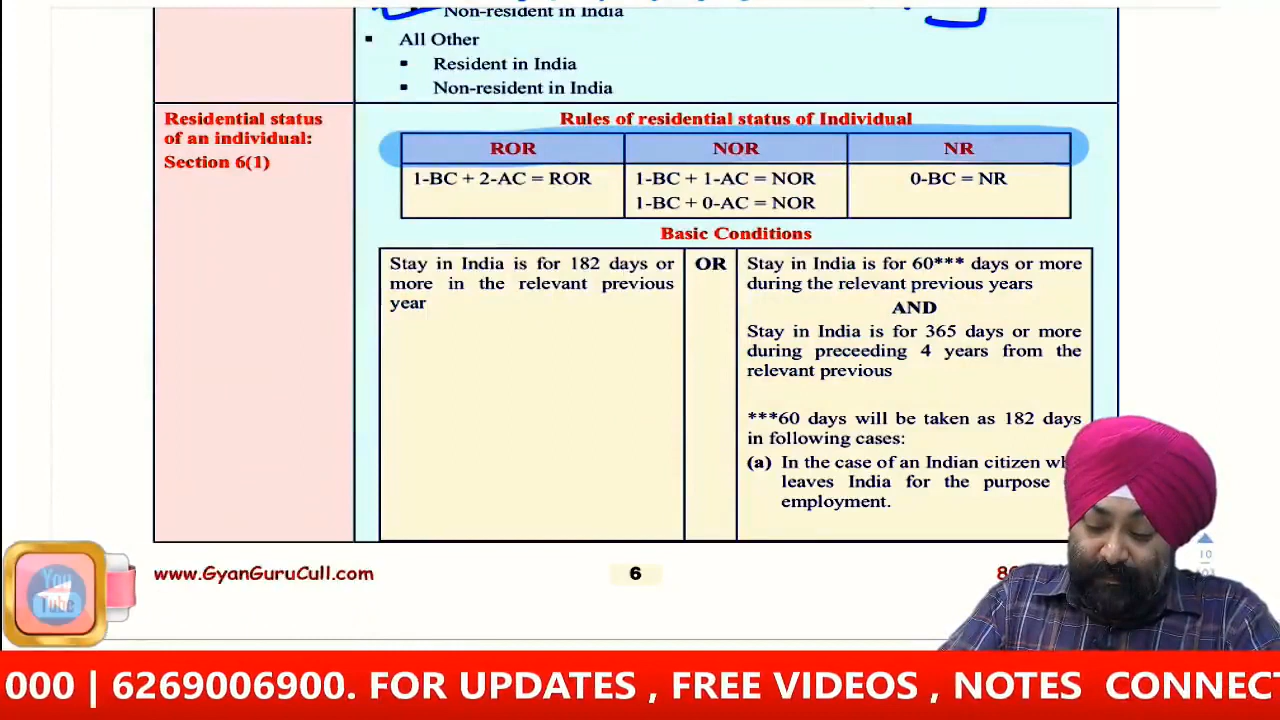 Non-resident in India
▪ All Other
▪ Resident in India
▪ Non-resident in India
Residential status
of an individual:
Section 6(1)
Rules of residential status of Individual
ROR NOR NR
1-BC + 2-AC = ROR 1-BC + 1-AC = NOR 0-BC = NR
1-BC + 0-AC = NOR
Basic Conditions
Stay in India is for 182 days or
more in the relevant previous
year
OR
Stay in India is for 60*** days or more
during the relevant previous years
AND
Stay in India is for 365 days or more
during preceeding 4 years from the
relevant previous
***60 days will be taken as 182 days
in following cases:
(a) In the case of an Indian citizen
leaves India for the purpose
employment.
www.GyanGuruCull.com
6
10
You
Tube
000 | 6269006900. FOR UPDATES , FREE VIDEOS , NOTES CONNECT